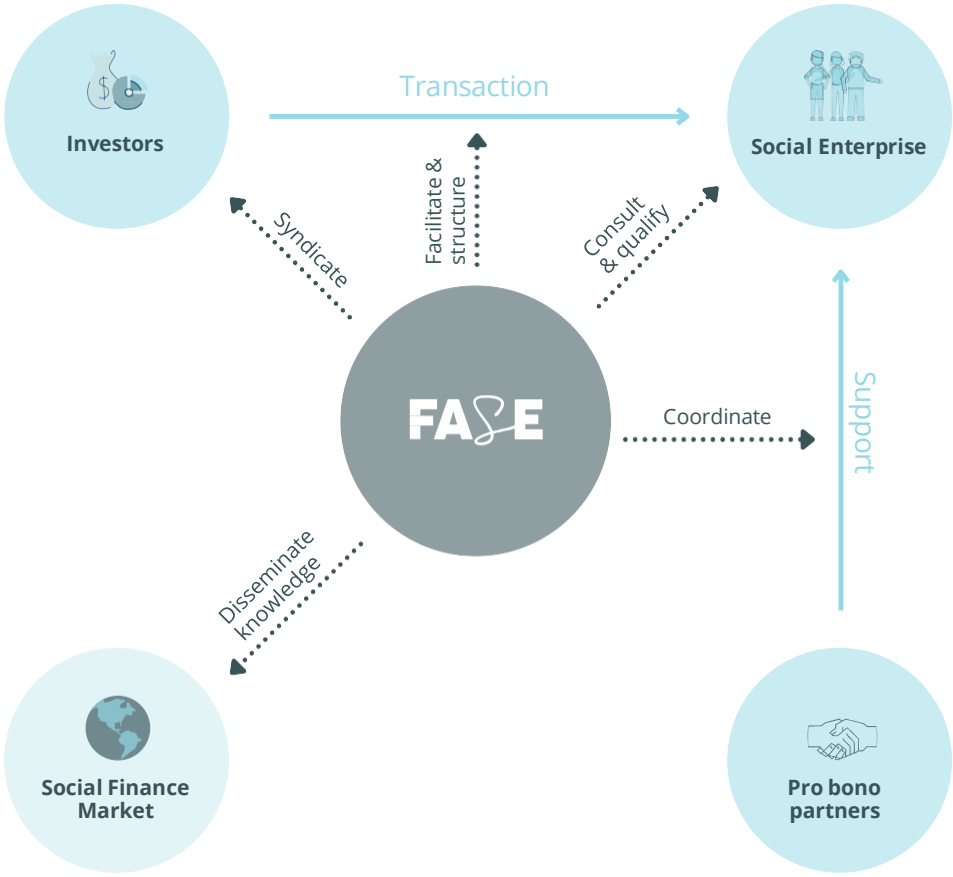 Transaction
Investors
Social Enterprise
$
Facilitate &
structure
Syndicate
Consult
& qualify
FASE
Coordinate
Support
Disseminate
knowledge
Social Finance
Market
Pro bono
partners